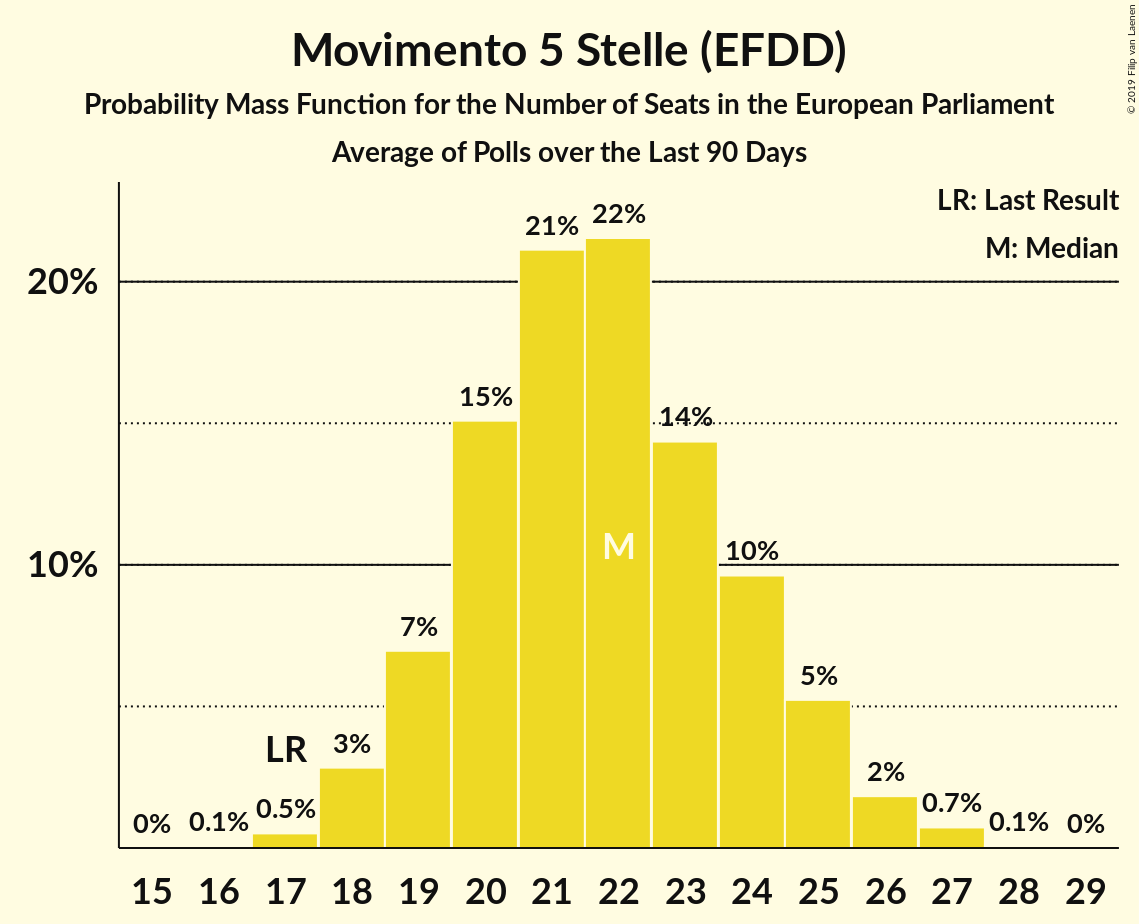 Movimento 5 Stelle (EFDD)
Probability Mass Function for the Number of Seats in the European Parliament
Average of Polls over the Last 90 Days
© 2019 Filip van Laenen
LR: Last Result
M: Median
20%
10%
0%
0.1%
0.5%
LR
3%
7%
15%
21%
22%
M
14%
10%
5%
2%
0.7%
0.1%
0%
15 16 17 18 19 20 21 22 23 24 25 26 27 28 29